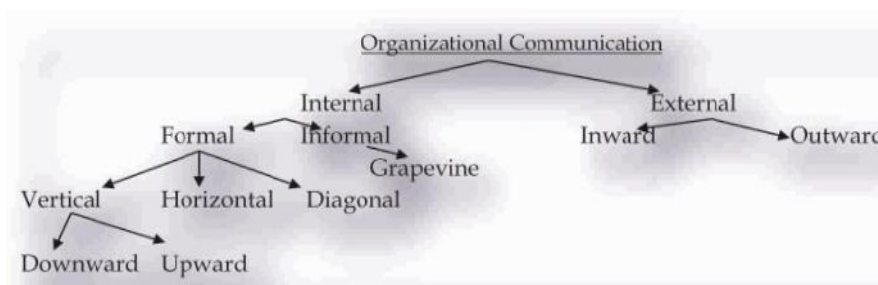 Organizational Communication
Internal External
Formal Informal Inward Outward
Grapevine
Vertical Horizontal Diagonal
Downward Upward